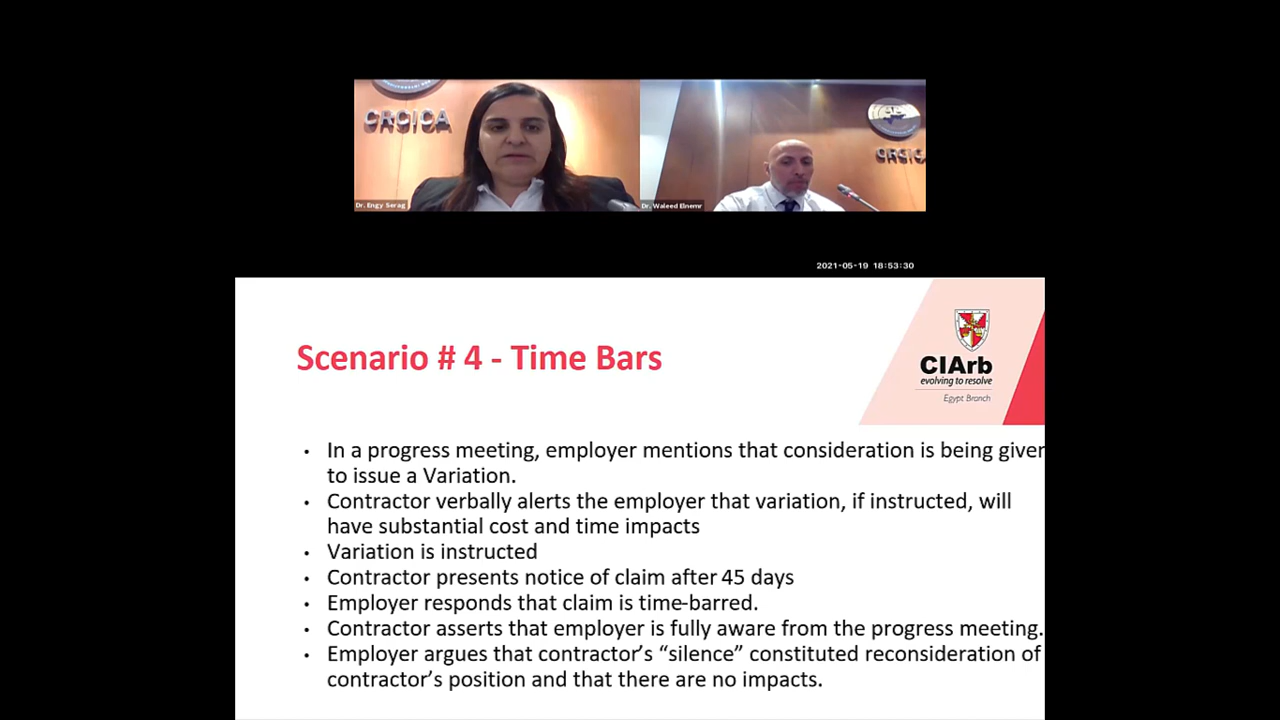 CRCICA
CRCICA
Dr. Engy Serag
Dr. Waleed Elnemr
2021-05-19 18:53:30
Scenario # 4 - Time Bars
CIArb
evolving to resolve
Egypt Branch
• In a progress meeting, employer mentions that consideration is being given
to issue a Variation.
• Contractor verbally alerts the employer that variation, if instructed, will
have substantial cost and time impacts
• Variation is instructed
• Contractor presents notice of claim after 45 days
• Employer responds that claim is time-barred.
• Contractor asserts that employer is fully aware from the progress meeting.
• Employer argues that contractor’s “silence” constituted reconsideration of
contractor’s position and that there are no impacts.